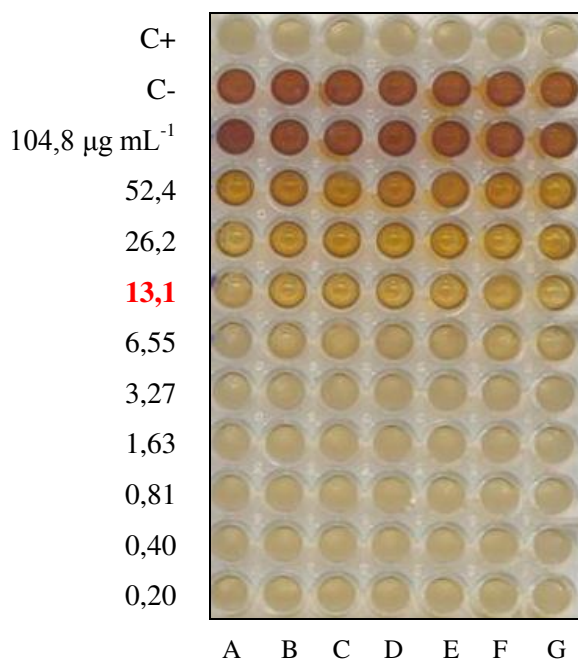 C+
C-
104,8 μg mL⁻¹
52,4
26,2
13,1
6,55
3,27
1,63
0,81
0,40
0,20
A B C D E F G